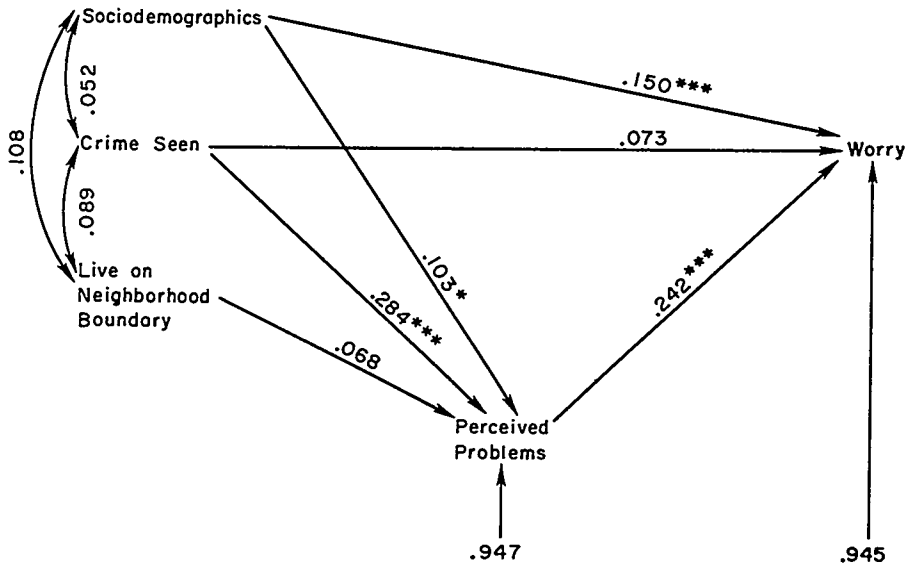 Sociodemographics
.150***
.052
.108
Crime Seen
.073
Worry
.089
Live on
Neighborhood
Boundary
.103*
.284***
.242***
.068
Perceived
Problems
.947
.945